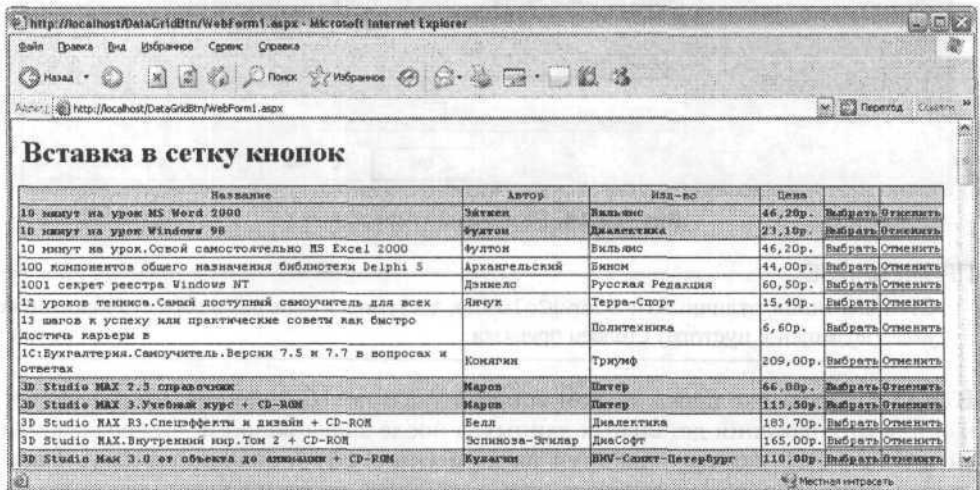 http://localhost/DataGridBtn/WebForm1.aspx - Microsoft Internet Explorer
Файл Правка Вид Избранное Сервис Справка
Назад Поиск Избранное
http://localhost/DataGridBtn/WebForm1.aspx Переход Ссылки
Вставка в сетку кнопок
Название Автор Изд-во Цена
10 минут на урок MS Word 2000 Эйткен Вильямс 46,20р. Выбрать Отменить
10 минут на урок Windows 98 Фултон Диалектика 23,10р. Выбрать Отменить
10 минут на урок.Освой самостоятельно MS Excel 2000 Фултон Вильямс 46,20р. Выбрать Отменить
100 компонентов общего назначения библиотеки Delphi 5 Архангельский Бином 44,00р. Выбрать Отменить
1001 секрет реестра Windows NT Дэниелс Русская Редакция 60,50р. Выбрать Отменить
12 уроков тенниса.Самый доступный самоучитель для всех Янчук Терра-Спорт 15,40р. Выбрать Отменить
13 шагов к успеху или практические советы как быстро
достичь карьеры в Политехника 6,60р. Выбрать Отменить
1С:Бухгалтерия.Самоучитель.Версии 7.5 и 7.7 в вопросах и
ответах Комягин Триумф 209,00р. Выбрать Отменить
3D Studio MAX 2.5 справочник Маров Питер 66,00р. Выбрать Отменить
3D Studio MAX 3.Учебный курс + CD-ROM Маров Питер 115,50р. Выбрать Отменить
3D Studio MAX R3.Спецэффекты и дизайн + CD-ROM Белл Диалектика 183,70р. Выбрать Отменить
3D Studio MAX.Внутренний мир.Том 2 + CD-ROM Эспиноза-Эгилар ДиаСофт 165,00р. Выбрать Отменить
3D Studio Max 3.0 от объекта до анимации + CD-ROM Кулагин BHV-Санкт-Петербург 110,00р. Выбрать Отменить
Местная интрасеть